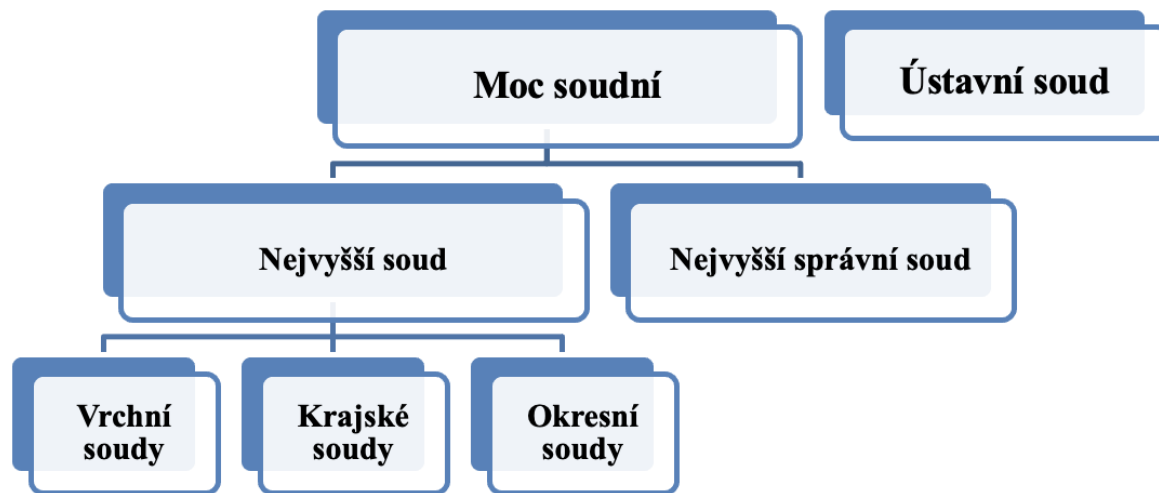 Moc soudní
Ústavní soud
Nejvyšší soud
Nejvyšší správní soud
Vrchní
soudy
Krajské
soudy
Okresní
soudy